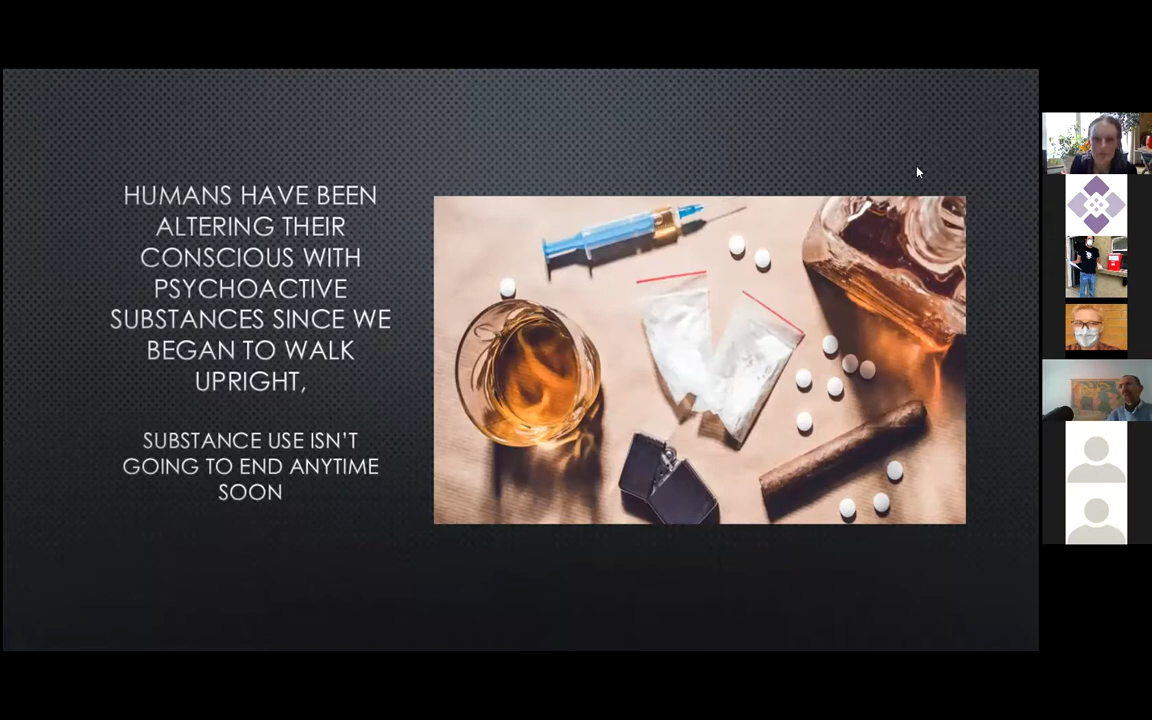 HUMANS HAVE BEEN
ALTERING THEIR
CONSCIOUS WITH
PSYCHOACTIVE
SUBSTANCES SINCE WE
BEGAN TO WALK
UPRIGHT,
SUBSTANCE USE ISN'T
GOING TO END ANYTIME
SOON